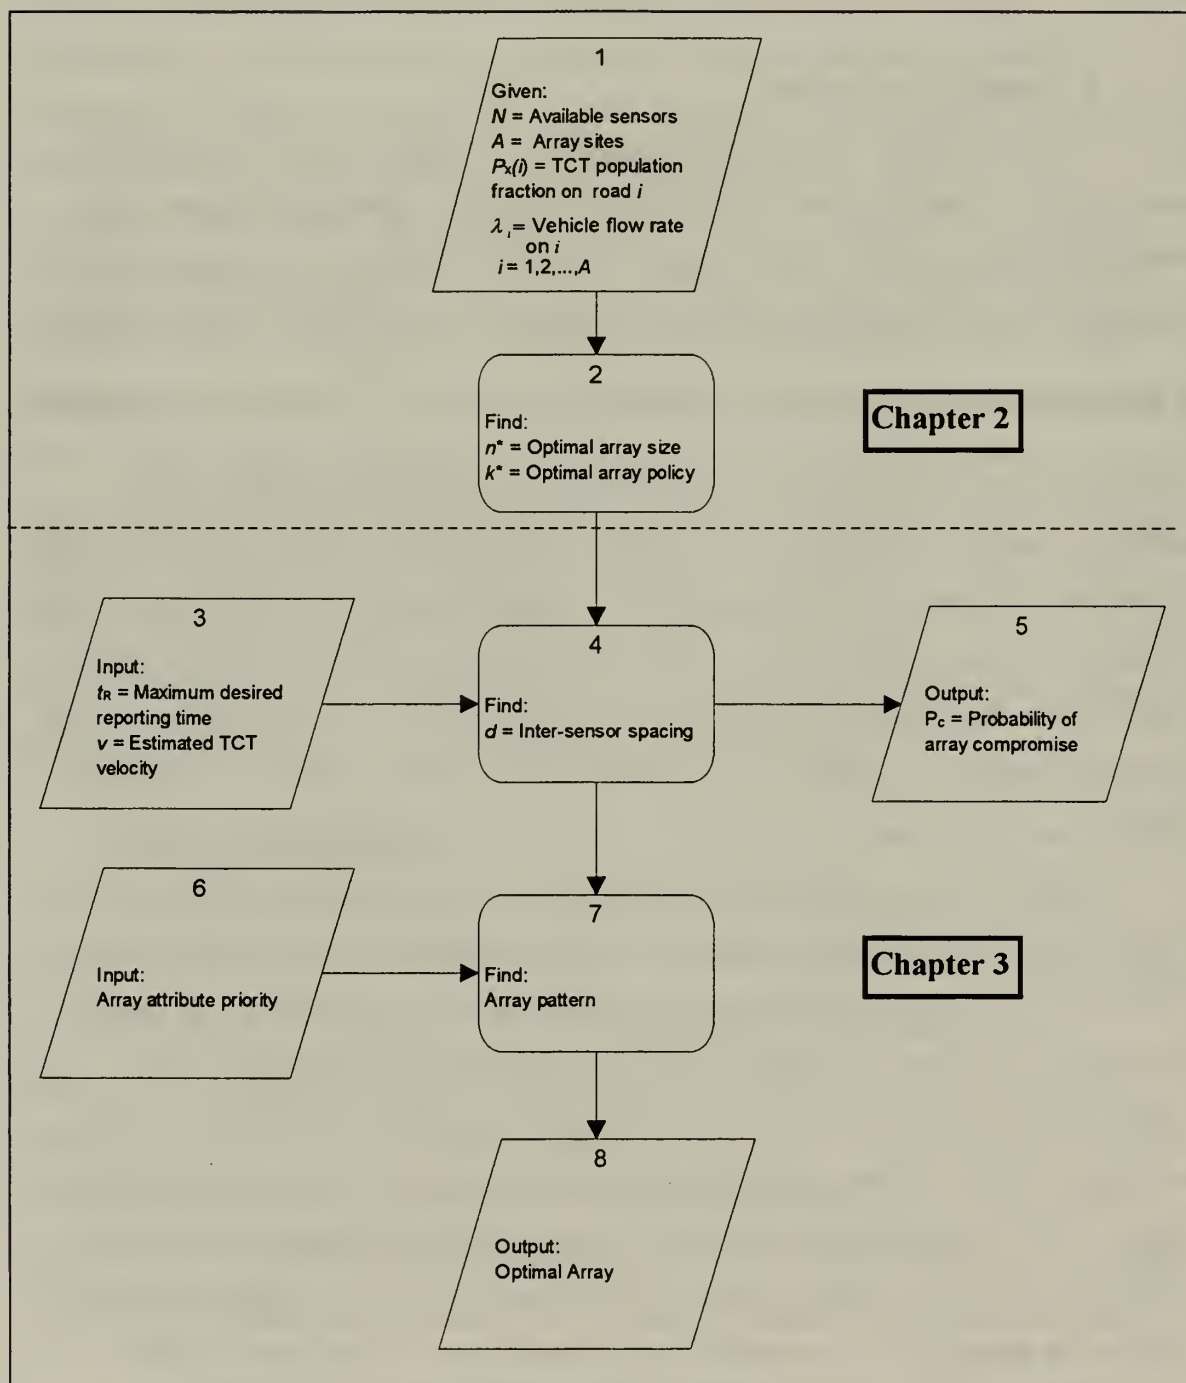 1
Given:
N = Available sensors
A = Array sites
Px(i) = TCT population
fraction on road i
λ i = Vehicle flow rate
on i
i = 1,2,...,A
2
Find:
n* = Optimal array size
k* = Optimal array policy
Chapter 2
3
Input:
tR = Maximum desired
reporting time
v = Estimated TCT
velocity
4
Find:
d = Inter-sensor spacing
5
Output:
Pc = Probability of
array compromise
6
Input:
Array attribute priority
7
Find:
Array pattern
Chapter 3
8
Output:
Optimal Array